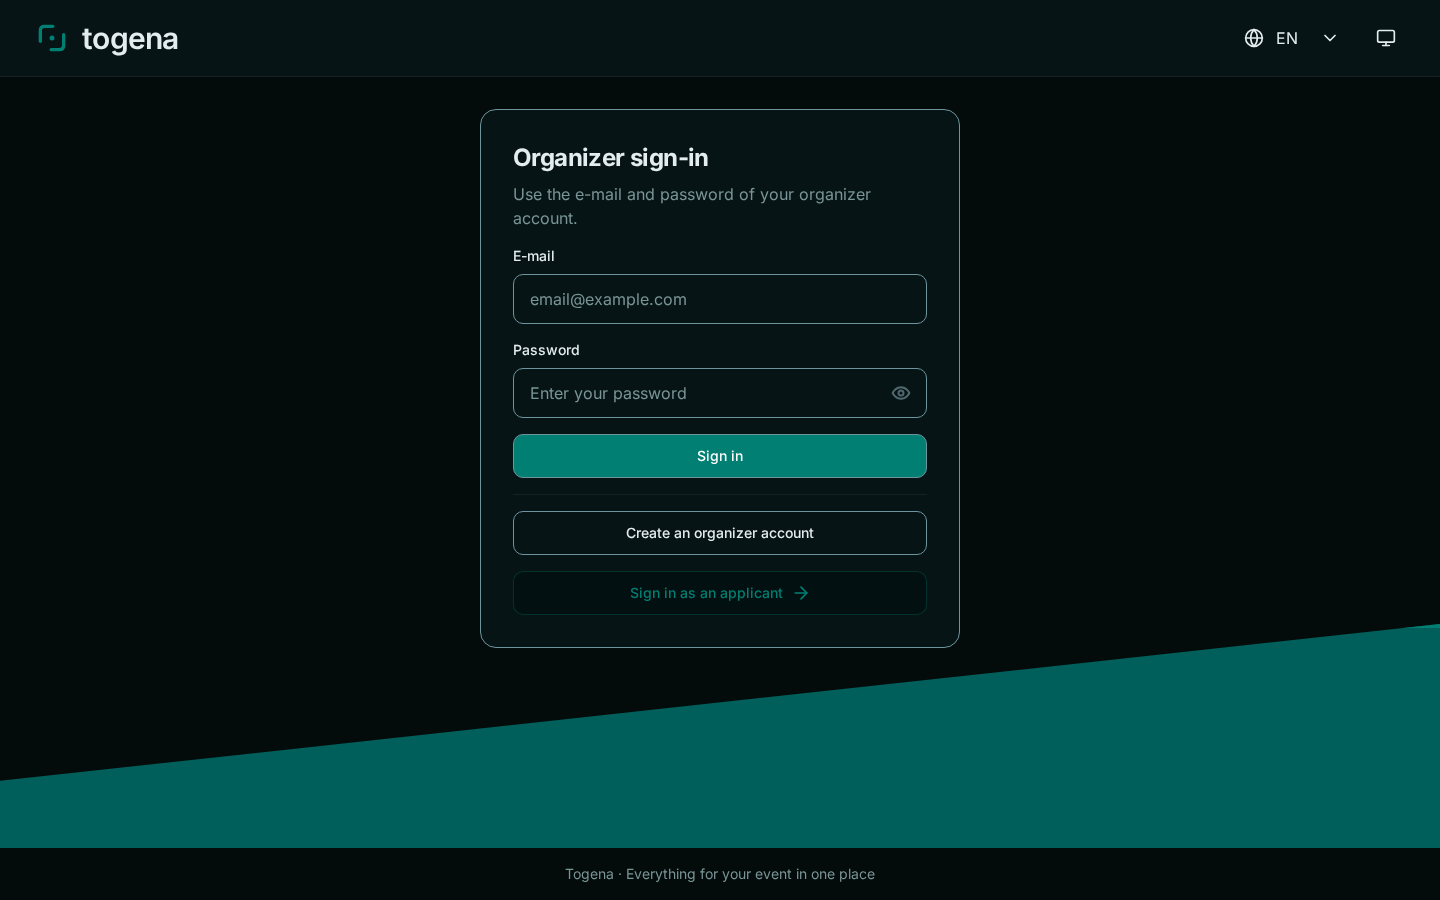 togena
EN
Organizer sign-in
Use the e-mail and password of your organizer
account.
E-mail
email@example.com
Password
Enter your password
Sign in
Create an organizer account
Sign in as an applicant
Togena · Everything for your event in one place